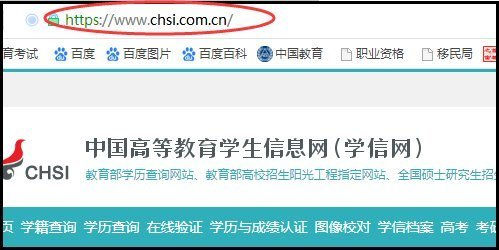 https://www.chsi.com.cn/
育考试 百度 百度图片 百度百科 中国教育 职业资格 移民局
CHSI 中国高等教育学生信息网(学信网)
教育部学历查询网站、教育部高校招生阳光工程指定网站、全国硕士研究生招
页 学籍查询 学历查询 在线验证 学历与成绩认证 图像校对 学信档案 高考 考研